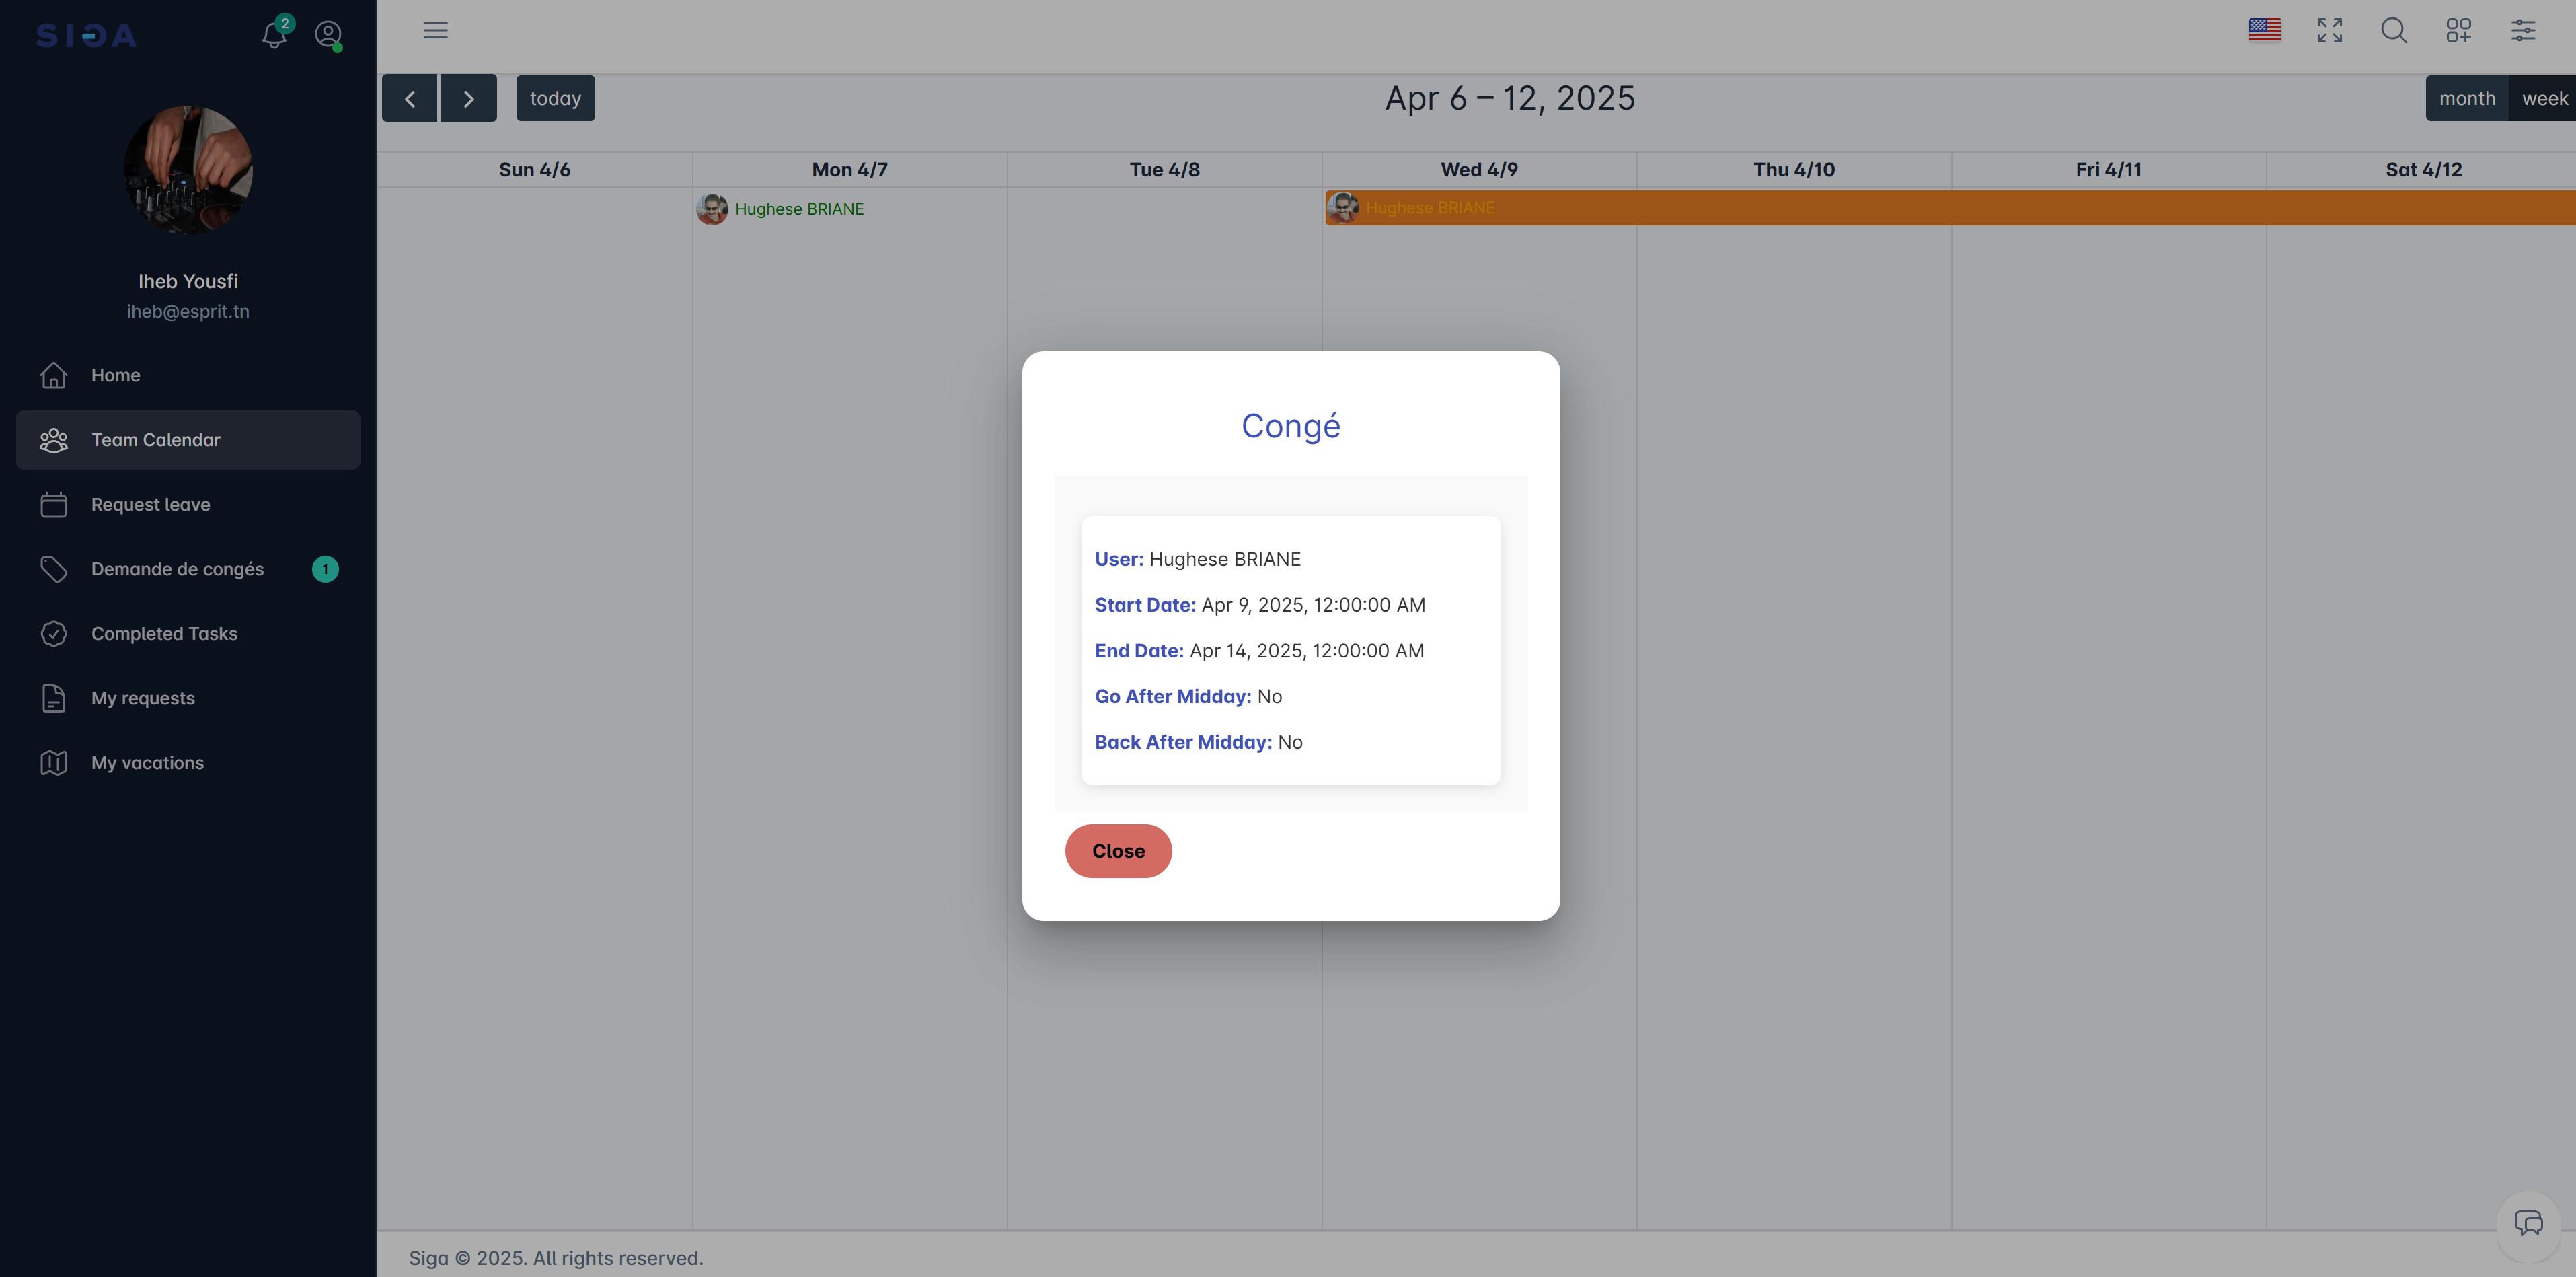 SIGA
2
Iheb Yousfi
iheb@esprit.tn
Home
Team Calendar
Request leave
Demande de congés 1
Completed Tasks
My requests
My vacations
today
Apr 6 – 12, 2025
month week
Sun 4/6 Mon 4/7 Tue 4/8 Wed 4/9 Thu 4/10 Fri 4/11 Sat 4/12
Hughese BRIANE Hughese BRIANE
Congé
User: Hughese BRIANE
Start Date: Apr 9, 2025, 12:00:00 AM
End Date: Apr 14, 2025, 12:00:00 AM
Go After Midday: No
Back After Midday: No
Close
Siga © 2025. All rights reserved.